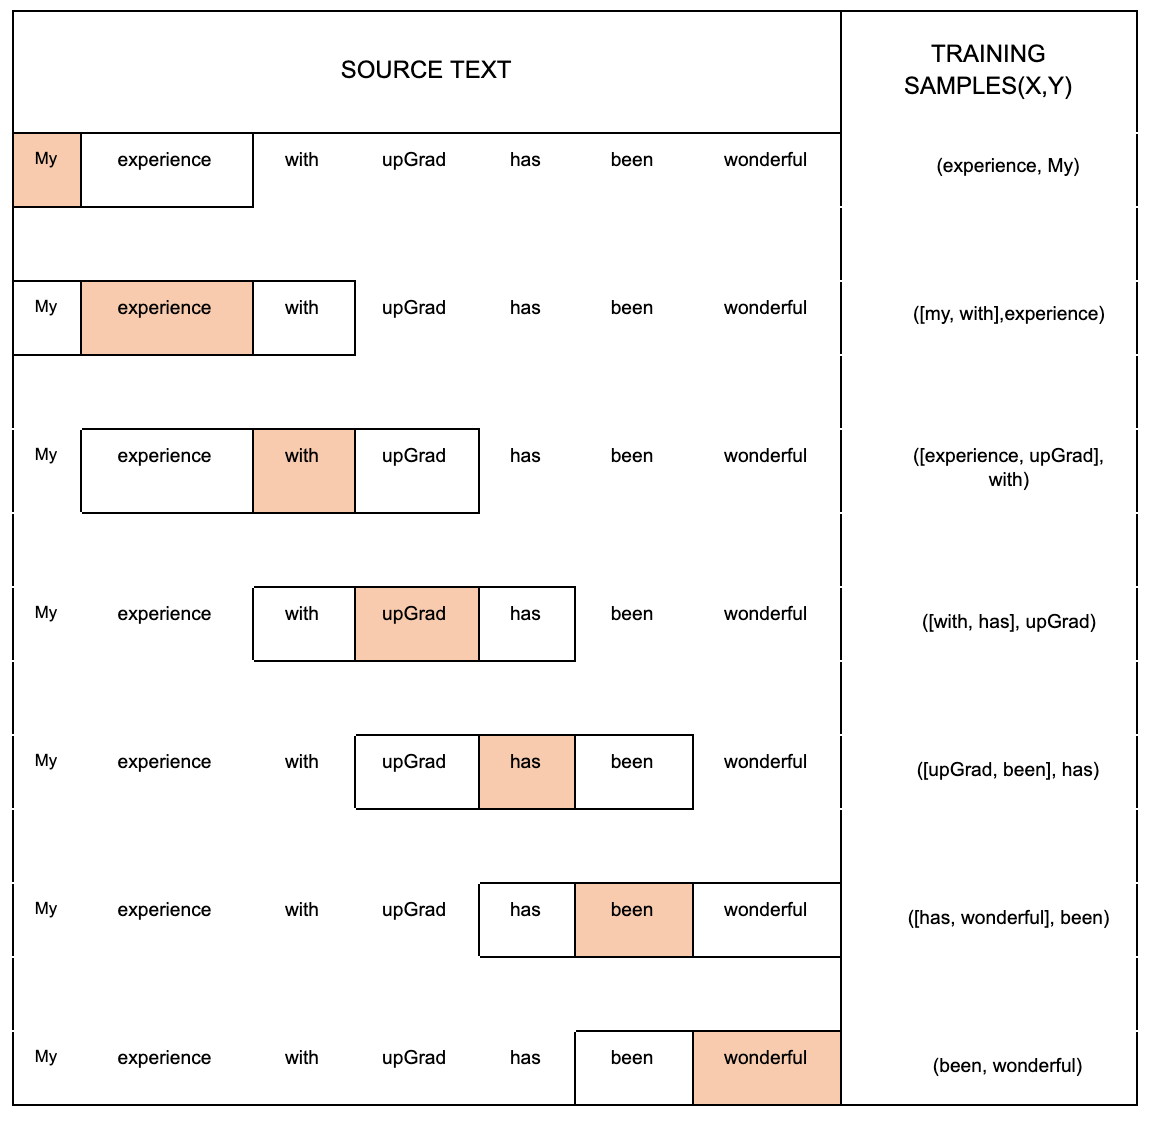 SOURCE TEXT
TRAINING
SAMPLES(X,Y)
My experience with upGrad has been wonderful
(experience, My)
My experience with upGrad has been wonderful
([my, with],experience)
My experience with upGrad has been wonderful
([experience, upGrad],
with)
My experience with upGrad has been wonderful
([with, has], upGrad)
My experience with upGrad has been wonderful
([upGrad, been], has)
My experience with upGrad has been wonderful
([has, wonderful], been)
My experience with upGrad has been wonderful
(been, wonderful)